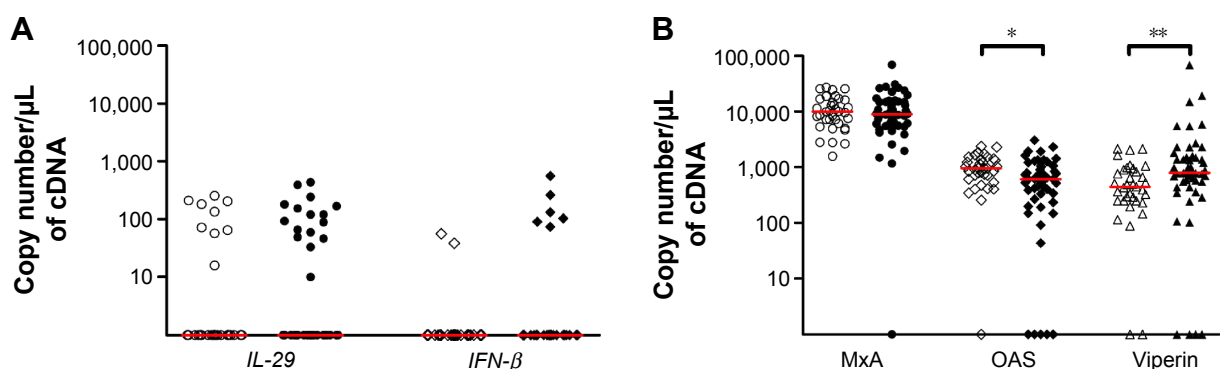 A
Copy number/µL
of cDNA
100,000
10,000
1,000
100
10
IL-29
IFN-β
B
Copy number/µL
of cDNA
100,000
10,000
1,000
100
10
*
**
MxA
OAS
Viperin